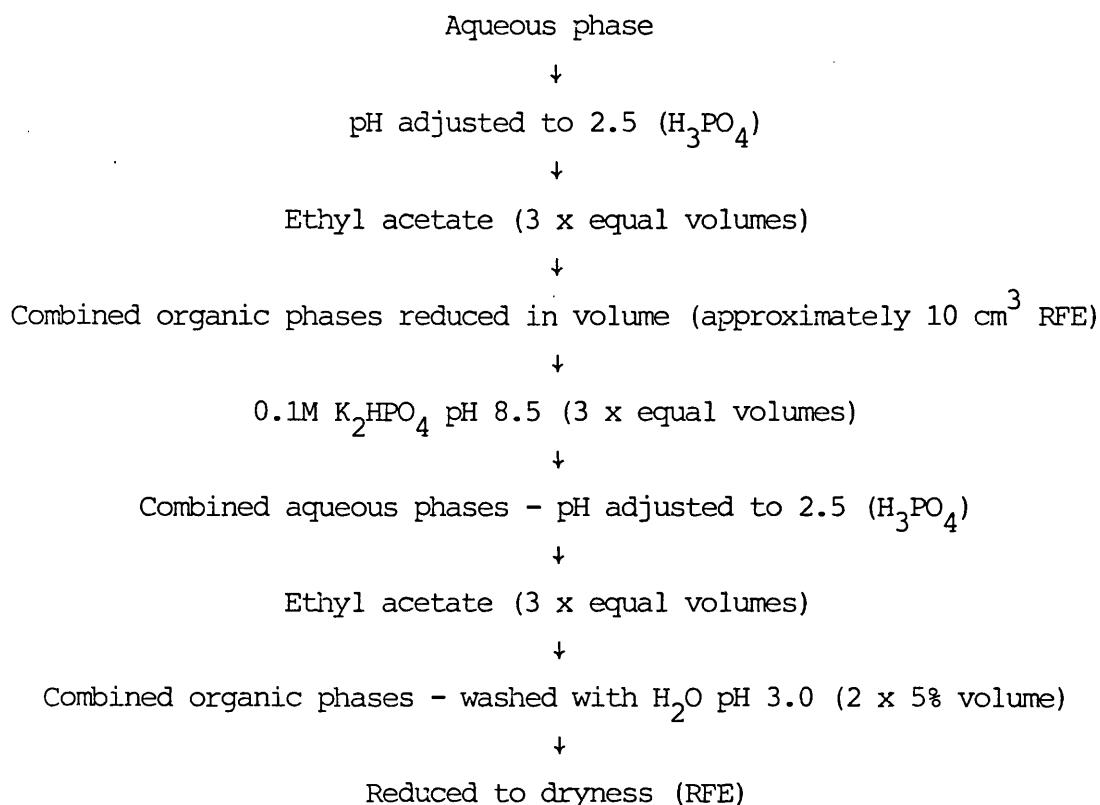 Aqueous phase
↓
pH adjusted to 2.5 (H₃PO₄)
↓
Ethyl acetate (3 x equal volumes)
↓
Combined organic phases reduced in volume (approximately 10 cm³ RFE)
↓
0.1M K₂HPO₄ pH 8.5 (3 x equal volumes)
↓
Combined aqueous phases - pH adjusted to 2.5 (H₃PO₄)
↓
Ethyl acetate (3 x equal volumes)
↓
Combined organic phases - washed with H₂O pH 3.0 (2 x 5% volume)
↓
Reduced to dryness (RFE)